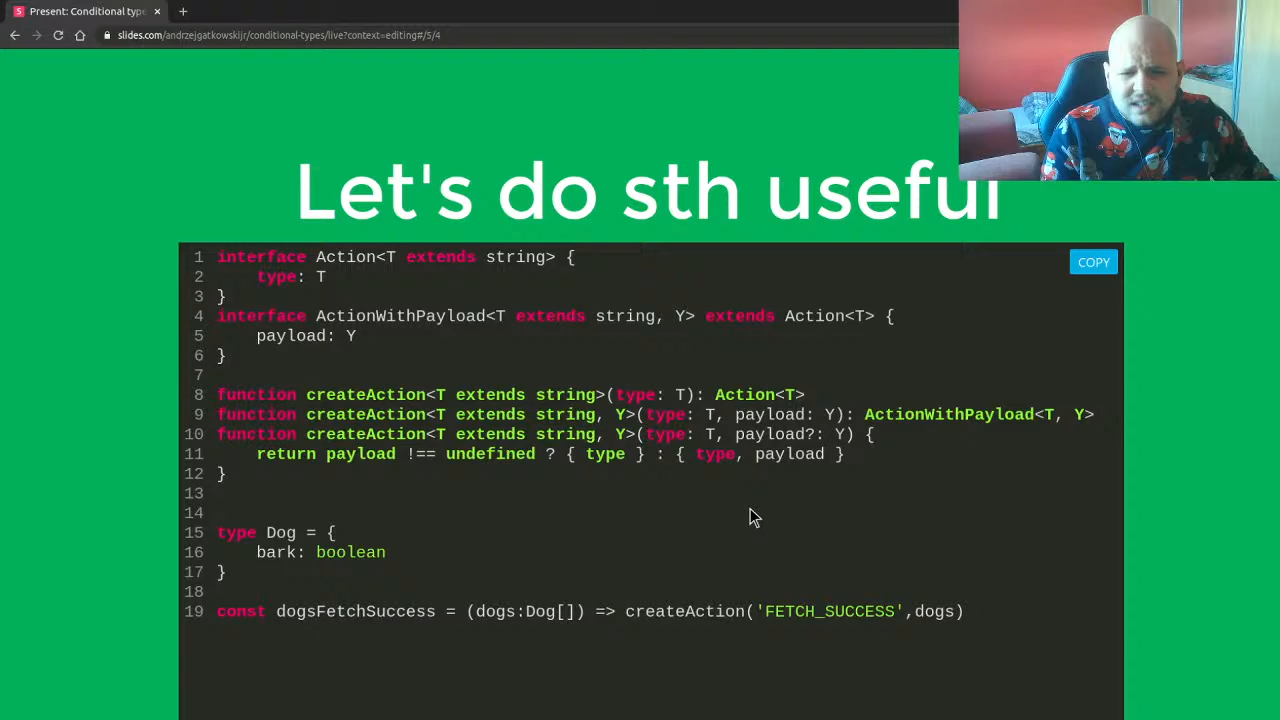 S Present: Conditional type
slides.com/andrzejgatkowskijr/conditional-types/live?context=editing#/5/4
Let's do sth useful
COPY
1 interface Action<T extends string> {
2     type: T
3 }
4 interface ActionWithPayload<T extends string, Y> extends Action<T> {
5     payload: Y
6 }
7
8 function createAction<T extends string>(type: T): Action<T>
9 function createAction<T extends string, Y>(type: T, payload: Y): ActionWithPayload<T, Y>
10 function createAction<T extends string, Y>(type: T, payload?: Y) {
11     return payload !== undefined ? { type } : { type, payload }
12 }
13
14
15 type Dog = {
16     bark: boolean
17 }
18
19 const dogsFetchSuccess = (dogs:Dog[]) => createAction('FETCH_SUCCESS',dogs)